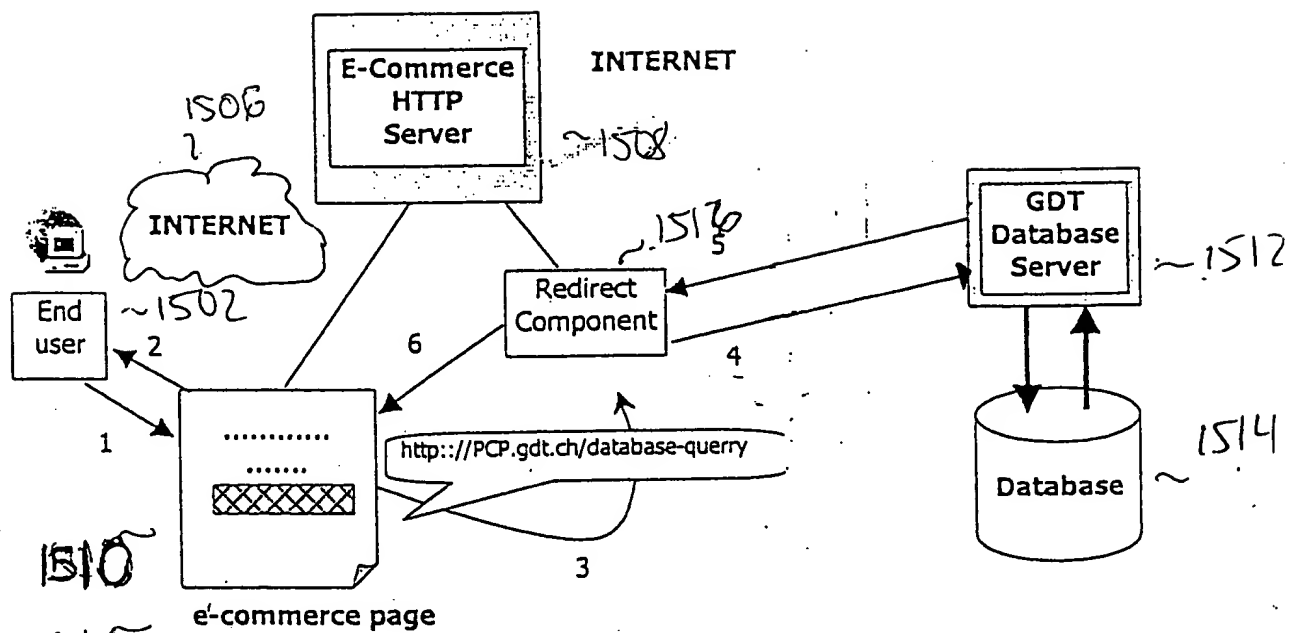 E-Commerce
HTTP
Server
INTERNET
1506
~1508
INTERNET
GDT
Database
Server
~1512
5
Redirect
Component
End
user
~1502
2
6
4
1
http:://PCP.gdt.ch/database-querry
1514
Database
~
1510
3
e'-commerce page